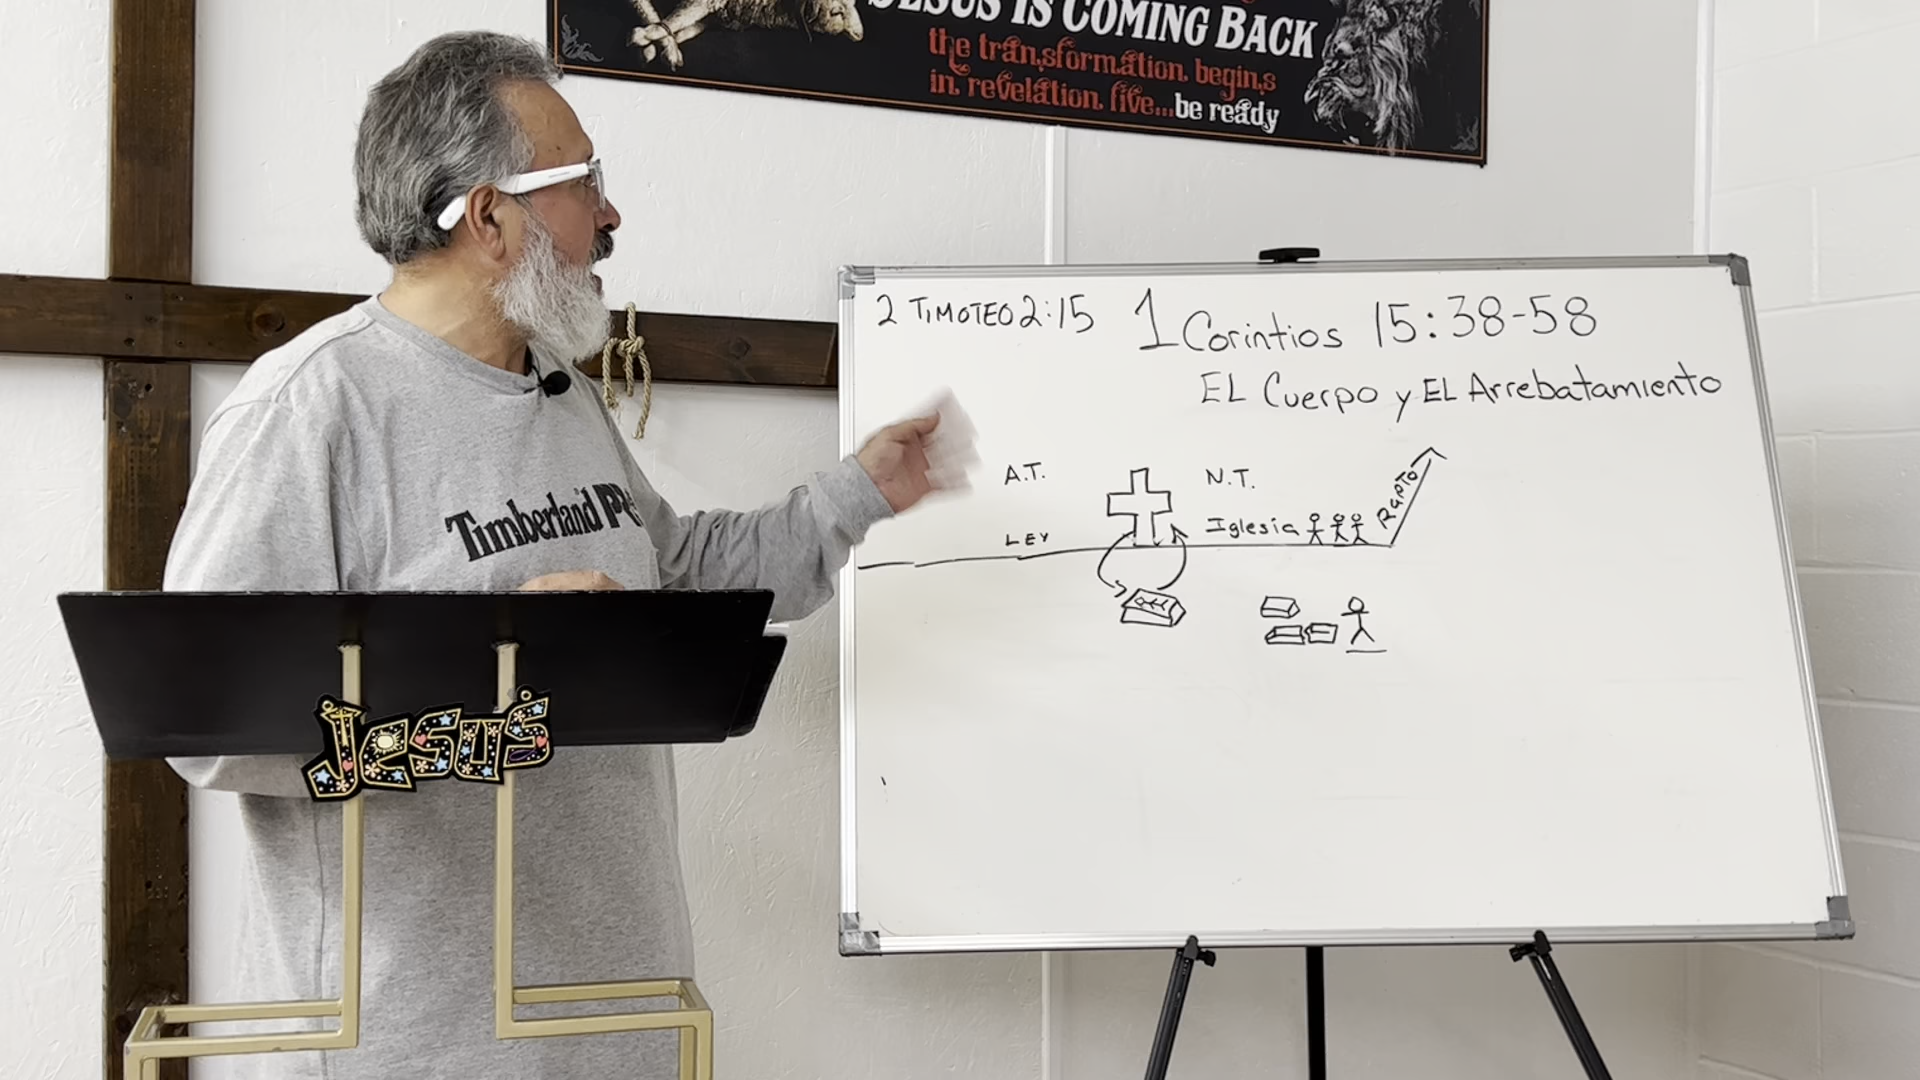 JESUS IS COMING BACK
the transformation begins
in revelation five...be ready
2 TIMOTEO 2:15
1 Corintios 15:38-58
EL Cuerpo y EL Arrebatamiento
A.T.
N.T.
LEY
Iglesia
RAPTO
Timberland
JESUS